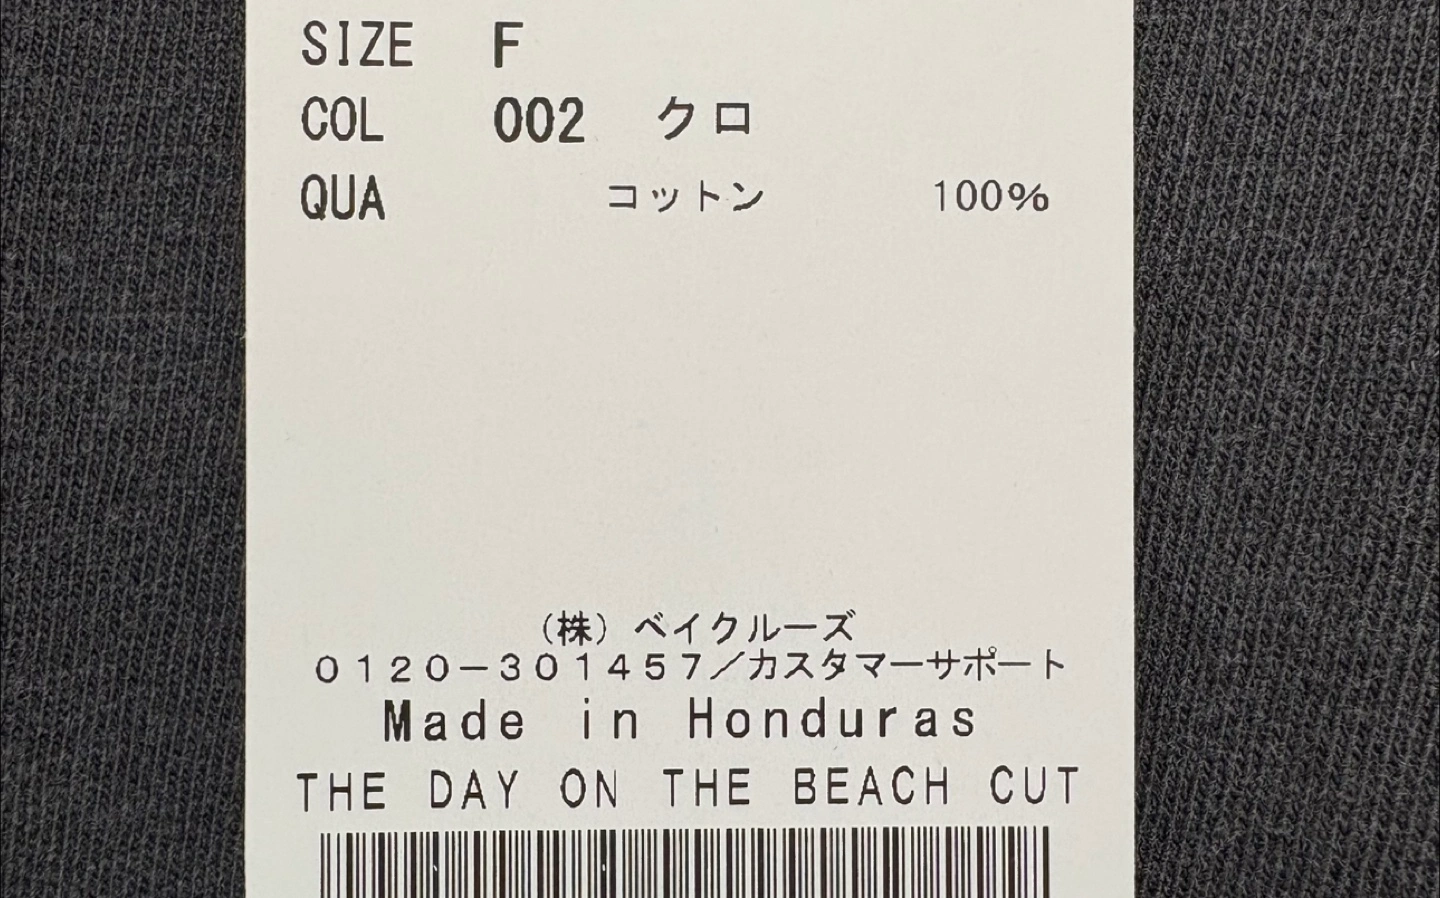 SIZE F
COL 002 クロ
QUA コットン 100%
（株）ベイクルーズ
０１２０－３０１４５７／カスタマーサポート
Made in Honduras
THE DAY ON THE BEACH CUT